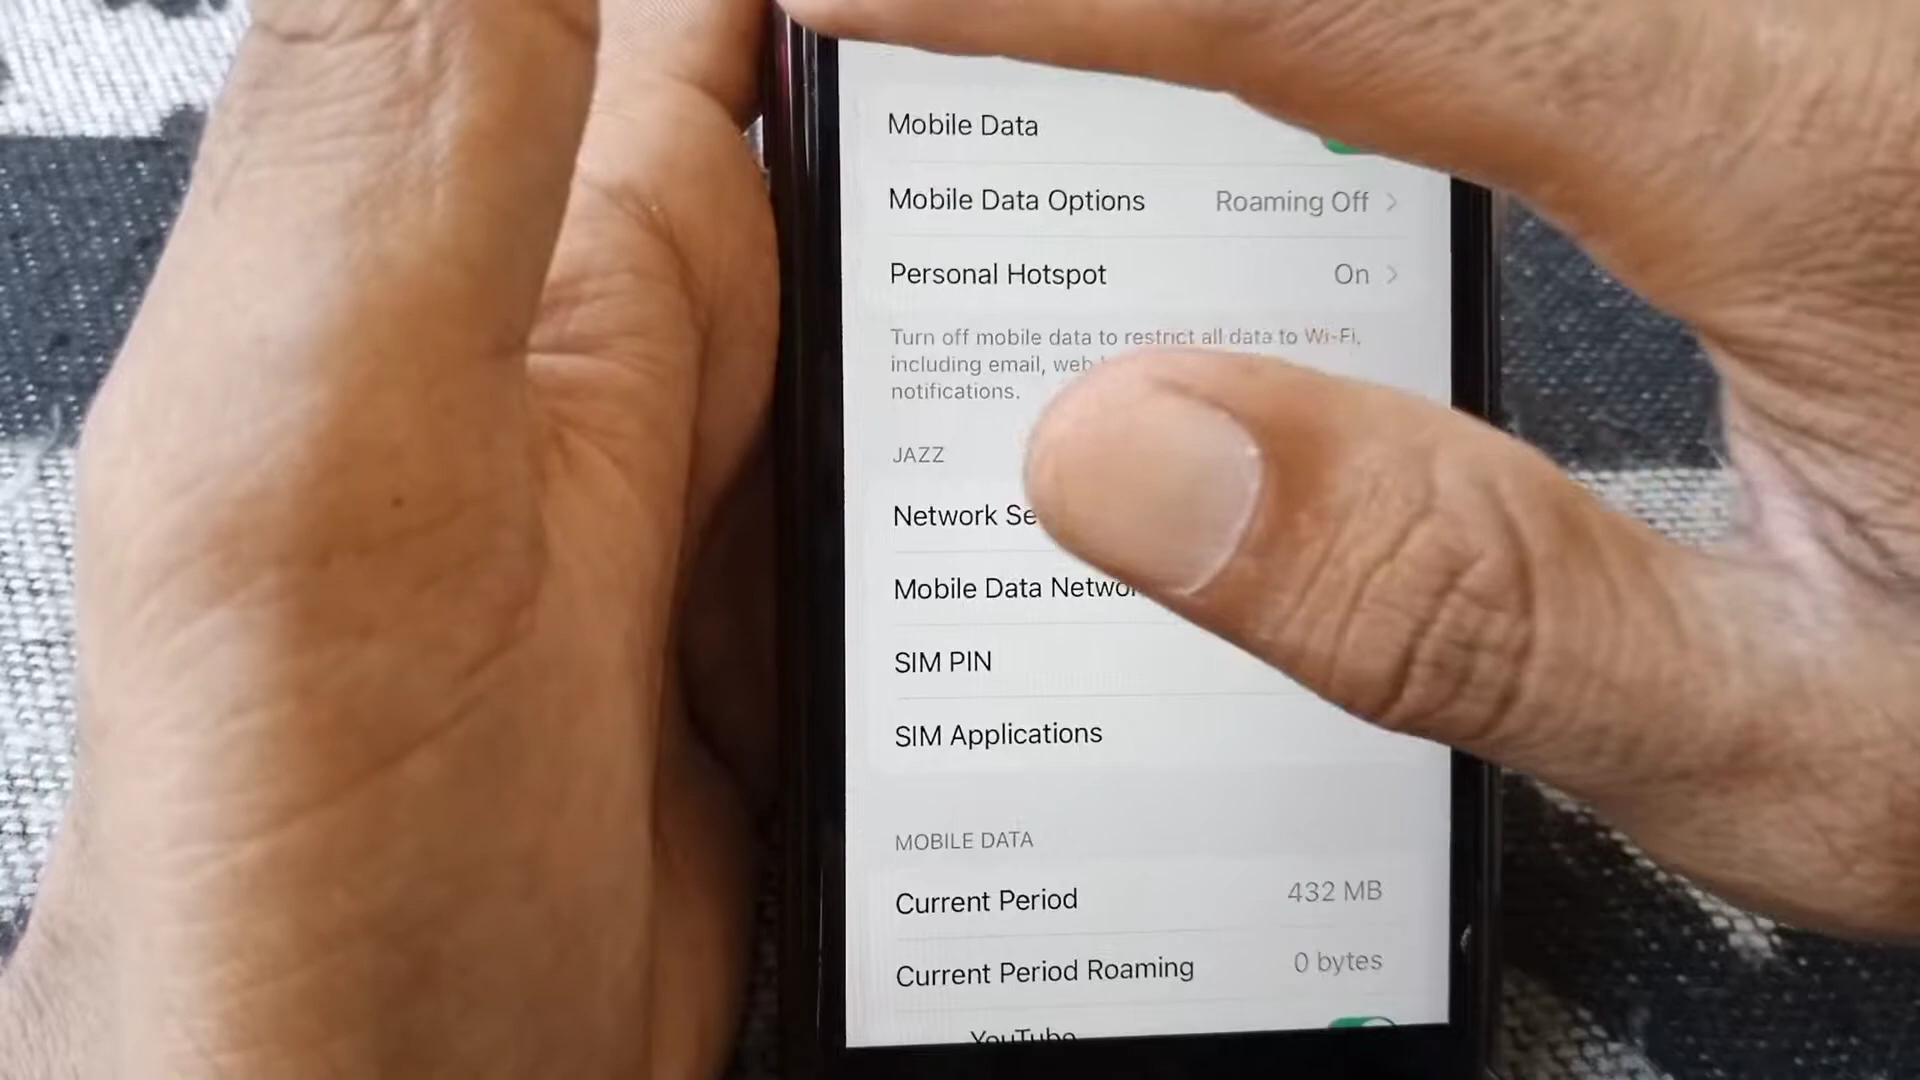 Mobile Data
Mobile Data Options Roaming Off
Personal Hotspot On
Turn off mobile data to restrict all data to Wi-Fi,
including email, web
notifications.
JAZZ
Network
Mobile Data
SIM PIN
SIM Applications
MOBILE DATA
Current Period 432 MB
Current Period Roaming 0 bytes
YouTube